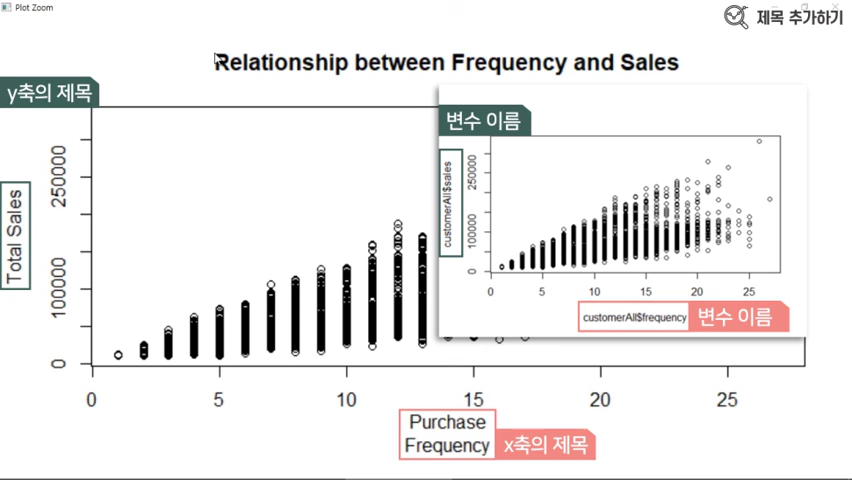 Plot Zoom
제목 추가하기
Relationship between Frequency and Sales
y축의 제목
변수 이름
Total Sales
0
100000
250000
customerAll$sales
0
100000
250000
0 5 10 15 20 25
customerAll$frequency
변수 이름
0 5 10 15 20 25
Purchase
Frequency
x축의 제목